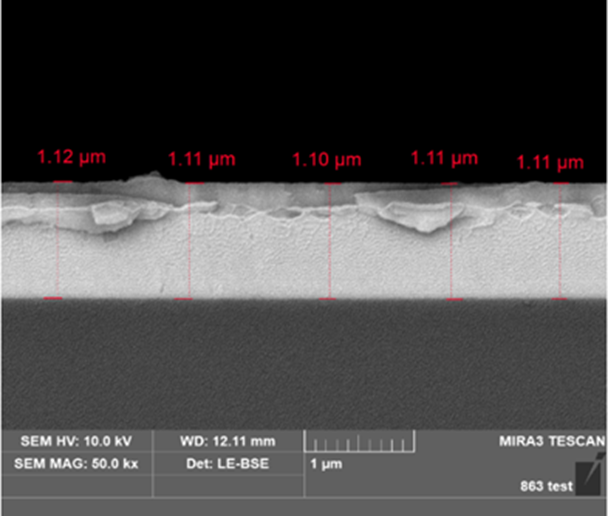 1.12 µm 1.11 µm 1.10 µm 1.11 µm 1.11 µm
SEM HV: 10.0 kV WD: 12.11 mm MIRA3 TESCAN
SEM MAG: 50.0 kx Det: LE-BSE 1 µm
863 test